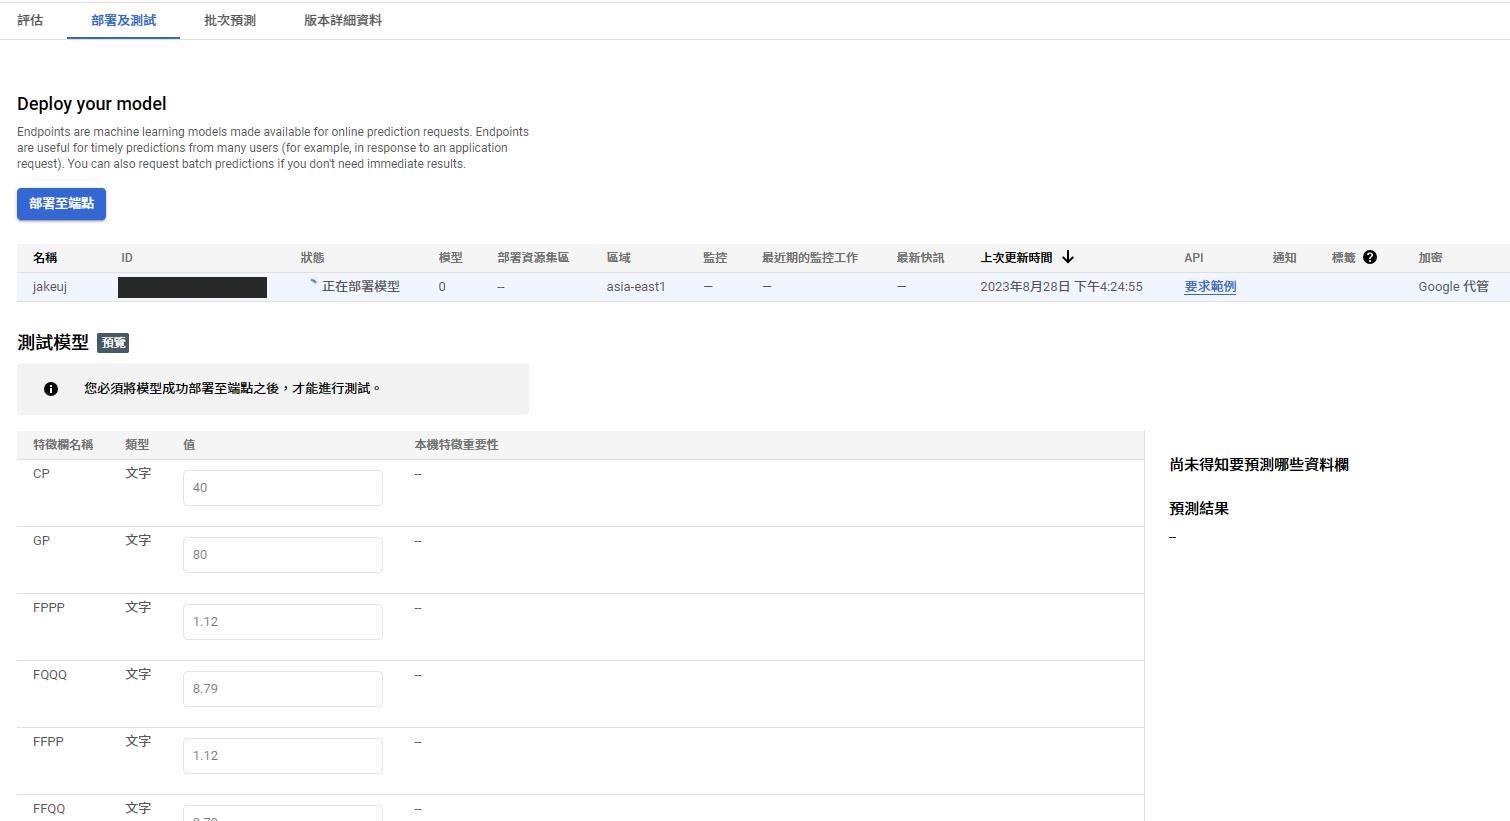 評估 部署及測試 批次預測 版本詳細資料
Deploy your model
Endpoints are machine learning models made available for online prediction requests. Endpoints
are useful for timely predictions from many users (for example, in response to an application
request). You can also request batch predictions if you don't need immediate results.
部署至端點
名稱 ID 狀態 模型 部署資源集區 區域 監控 最近期的監控工作 最新快訊 上次更新時間 API 通知 標籤 加密
jakeuj 正在部署模型 0 -- asia-east1 — — — 2023年8月28日 下午4:24:55 要求範例 Google 代管
測試模型 預覽
您必須將模型成功部署至端點之後，才能進行測試。
特徵欄名稱 類型 值 本機特徵重要性
CP 文字 40 --
GP 文字 80 --
FPPP 文字 1.12 --
FQQQ 文字 8.79 --
FFPP 文字 1.12 --
FFQQ 文字 --
尚未得知要預測哪些資料欄
預測結果
--